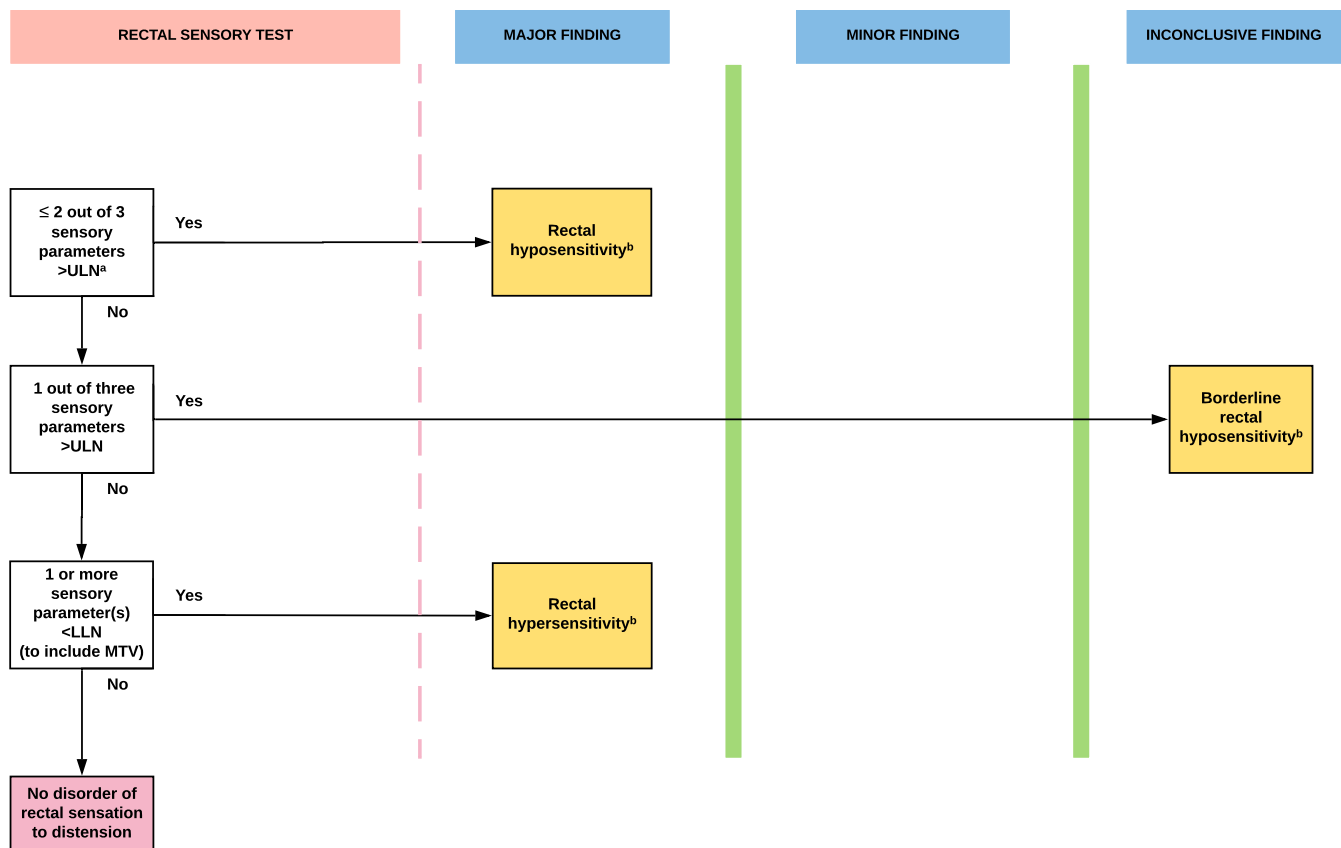 RECTAL SENSORY TEST
MAJOR FINDING
MINOR FINDING
INCONCLUSIVE FINDING
≤ 2 out of 3
sensory
parameters
>ULNᵃ
Yes
Rectal
hyposensitivityᵇ
No
1 out of three
sensory
parameters
>ULN
Yes
Borderline
rectal
hyposensitivityᵇ
No
1 or more
sensory
parameter(s)
<LLN
(to include MTV)
Yes
Rectal
hypersensitivityᵇ
No
No disorder of
rectal sensation
to distension